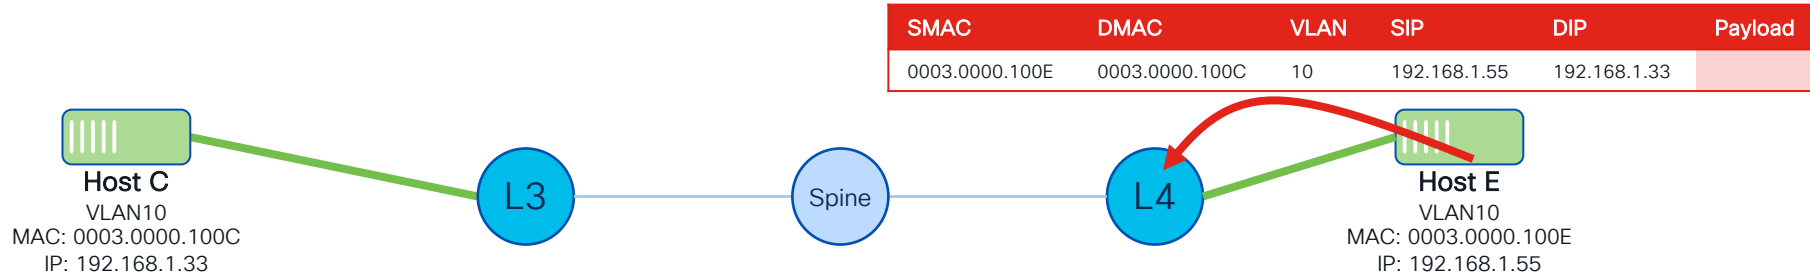 SMAC DMAC VLAN SIP DIP Payload
0003.0000.100E 0003.0000.100C 10 192.168.1.55 192.168.1.33
Host C
VLAN10
MAC: 0003.0000.100C
IP: 192.168.1.33
L3
Spine
L4
Host E
VLAN10
MAC: 0003.0000.100E
IP: 192.168.1.55